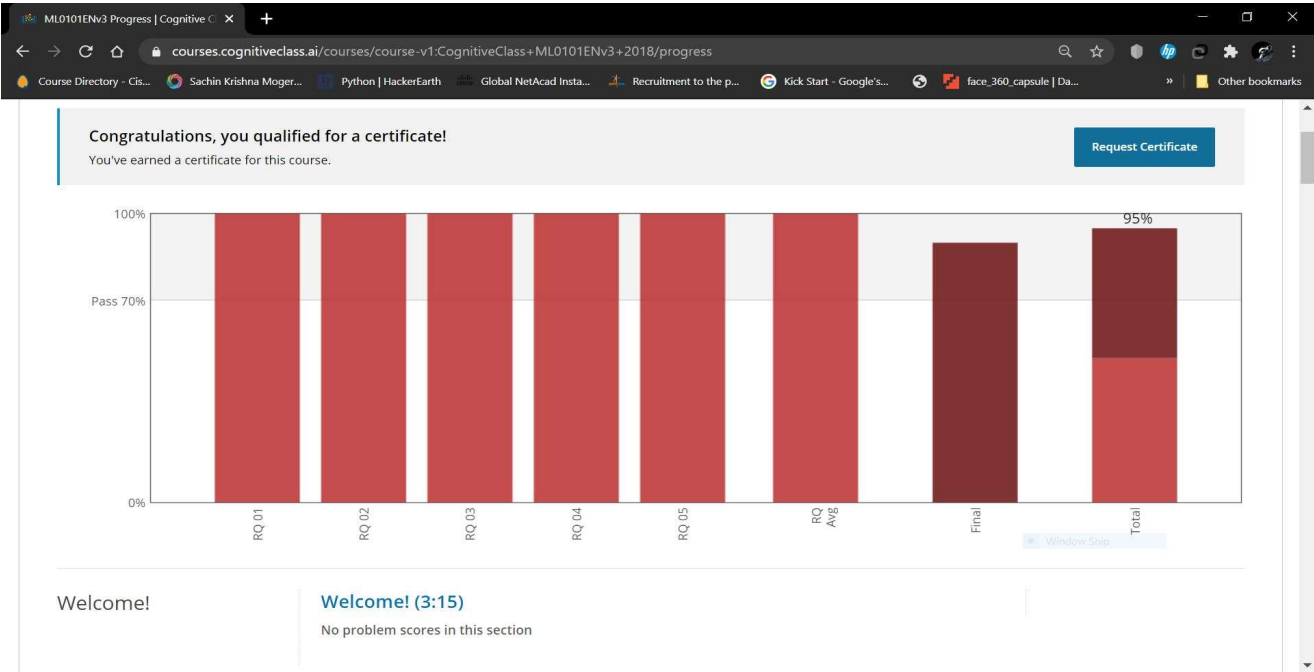 ML0101ENv3 Progress | Cognitive C
courses.cognitiveclass.ai/courses/course-v1:CognitiveClass+ML0101ENv3+2018/progress
Course Directory - Cis... Sachin Krishna Moger... Python | HackerEarth Global NetAcad Insta... Recruitment to the p... Kick Start - Google's... face_360_capsule | Da... » Other bookmarks
Congratulations, you qualified for a certificate!
You've earned a certificate for this course.
Request Certificate
100%
95%
Pass 70%
0%
RQ 01 RQ 02 RQ 03 RQ 04 RQ 05 RQ Avg Final Total
Window Snip
Welcome!
Welcome! (3:15)
No problem scores in this section